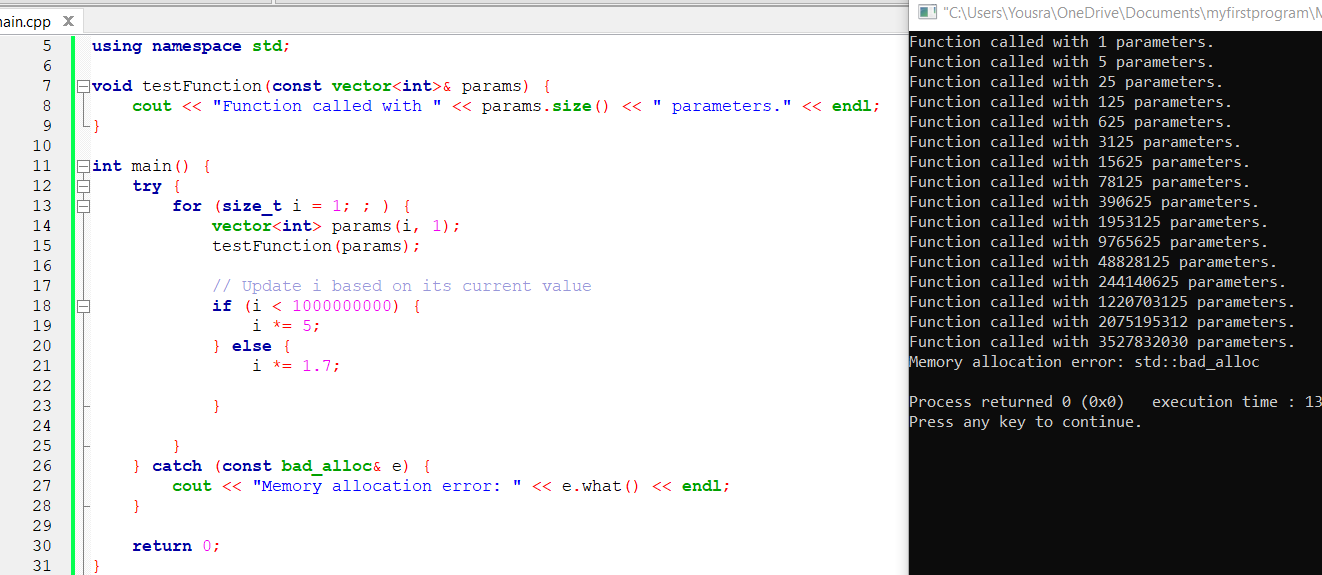 main.cpp X
5 using namespace std;
6
7 void testFunction(const vector<int>& params) {
8 cout << "Function called with " << params.size() << " parameters." << endl;
9 }
10
11 int main() {
12 try {
13 for (size_t i = 1; ; ) {
14 vector<int> params(i, 1);
15 testFunction(params);
16
17 // Update i based on its current value
18 if (i < 1000000000) {
19 i *= 5;
20 } else {
21 i *= 1.7;
22
23 }
24
25 }
26 } catch (const bad_alloc& e) {
27 cout << "Memory allocation error: " << e.what() << endl;
28 }
29
30 return 0;
31 }
"C:\Users\Yousra\OneDrive\Documents\myfirstprogram\M
Function called with 1 parameters.
Function called with 5 parameters.
Function called with 25 parameters.
Function called with 125 parameters.
Function called with 625 parameters.
Function called with 3125 parameters.
Function called with 15625 parameters.
Function called with 78125 parameters.
Function called with 390625 parameters.
Function called with 1953125 parameters.
Function called with 9765625 parameters.
Function called with 48828125 parameters.
Function called with 244140625 parameters.
Function called with 1220703125 parameters.
Function called with 2075195312 parameters.
Function called with 3527832030 parameters.
Memory allocation error: std::bad_alloc

Process returned 0 (0x0)   execution time : 13
Press any key to continue.